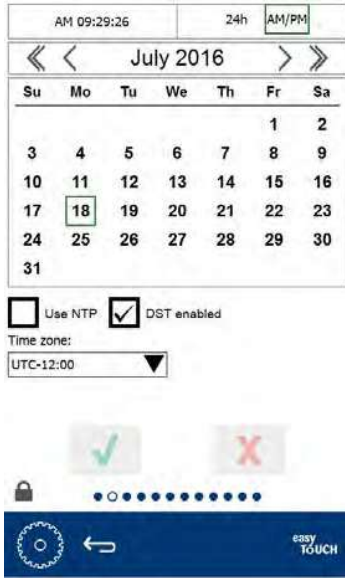 AM 09:29:26 24h AM/PM
July 2016
Su Mo Tu We Th Fr Sa
1 2
3 4 5 6 7 8 9
10 11 12 13 14 15 16
17 18 19 20 21 22 23
24 25 26 27 28 29 30
31
Use NTP DST enabled
Time zone:
UTC-12:00
easy
TOUCH